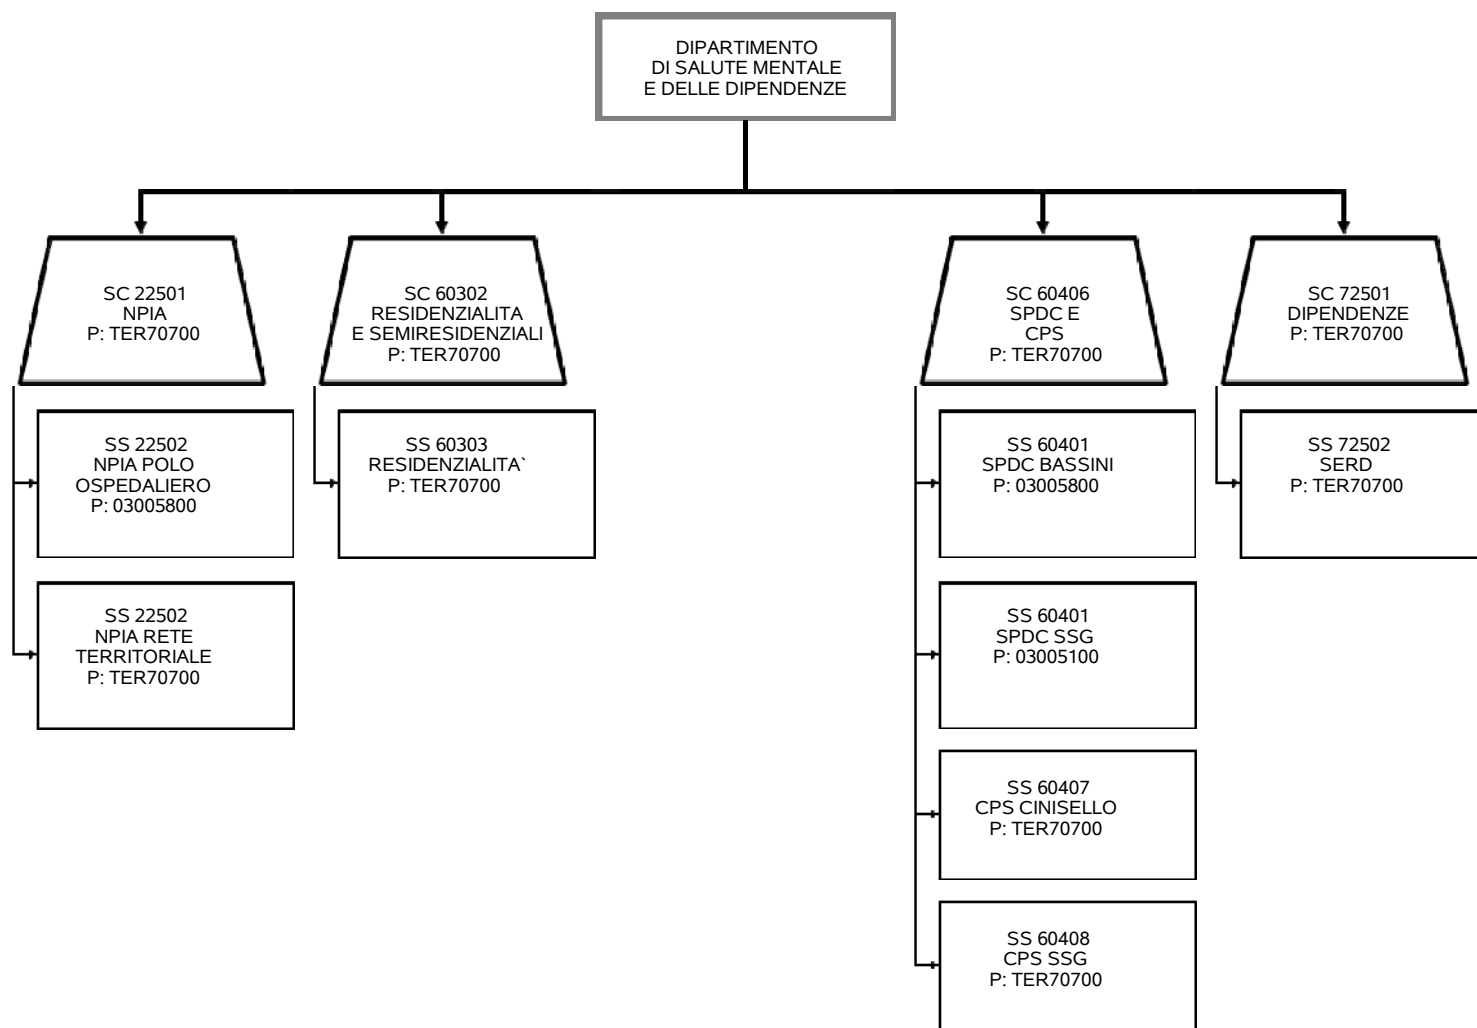 DIPARTIMENTO
DI SALUTE MENTALE
E DELLE DIPENDENZE
SC 22501
NPIA
P: TER70700
SC 60302
RESIDENZIALITA
E SEMIRESIDENZIALI
P: TER70700
SC 60406
SPDC E
CPS
P: TER70700
SC 72501
DIPENDENZE
P: TER70700
SS 22502
NPIA POLO
OSPEDALIERO
P: 03005800
SS 60303
RESIDENZIALITA`
P: TER70700
SS 60401
SPDC BASSINI
P: 03005800
SS 72502
SERD
P: TER70700
SS 22502
NPIA RETE
TERRITORIALE
P: TER70700
SS 60401
SPDC SSG
P: 03005100
SS 60407
CPS CINISELLO
P: TER70700
SS 60408
CPS SSG
P: TER70700